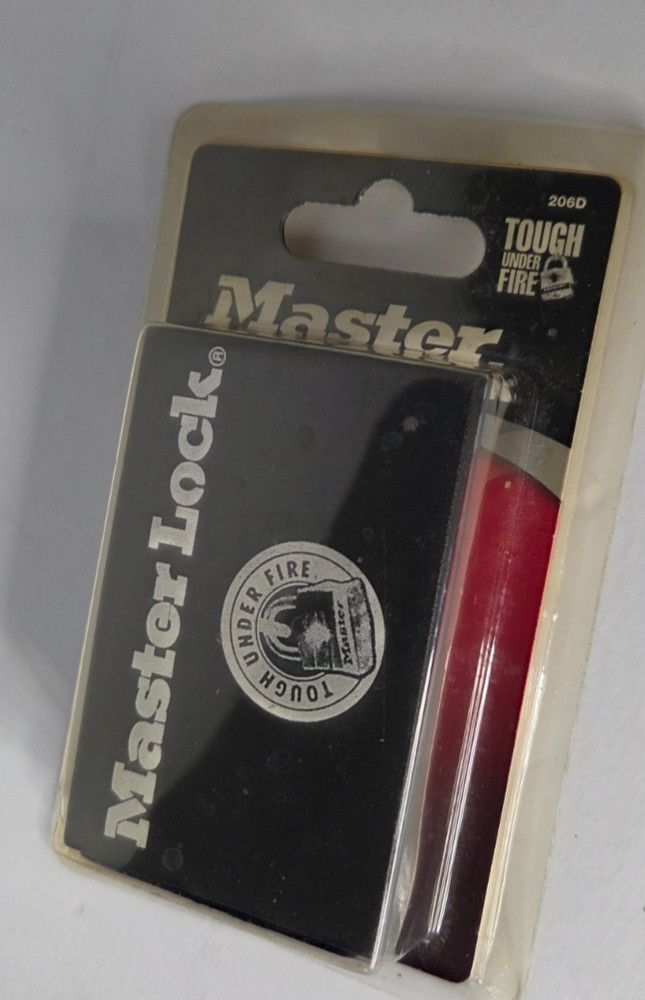 206D
TOUGH
UNDER
FIRE
Master
Master Lock®
TOUGH UNDER FIRE
Master